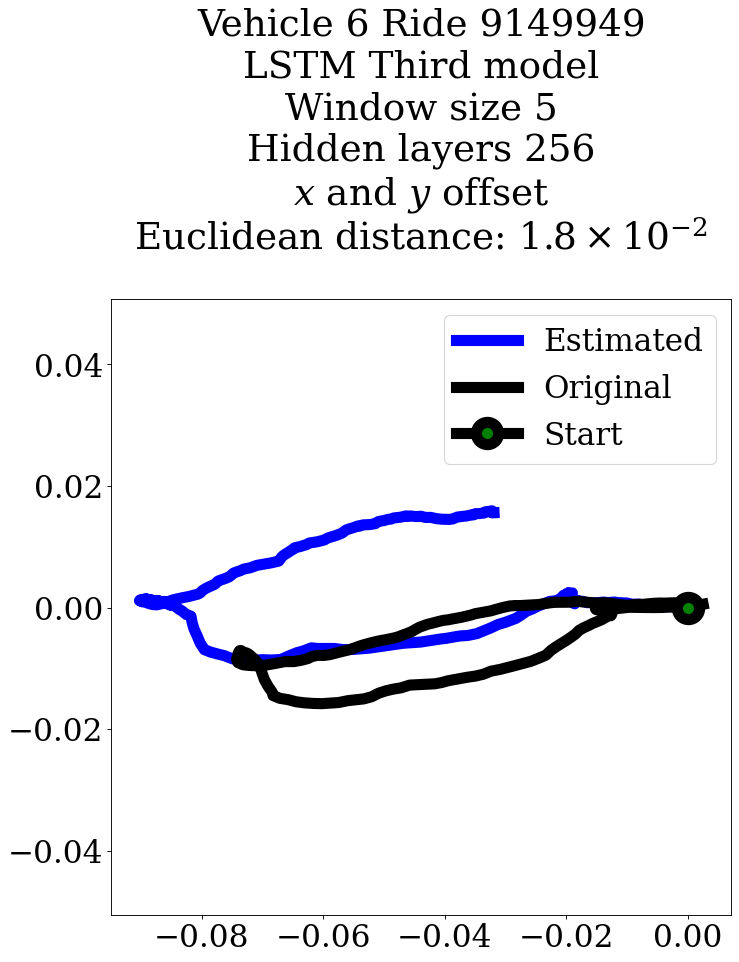 Vehicle 6 Ride 9149949
LSTM Third model
Window size 5
Hidden layers 256
x and y offset
Euclidean distance: 1.8 × 10⁻²
Estimated
Original
Start
0.04
0.02
0.00
−0.02
−0.04
−0.08 −0.06 −0.04 −0.02 0.00